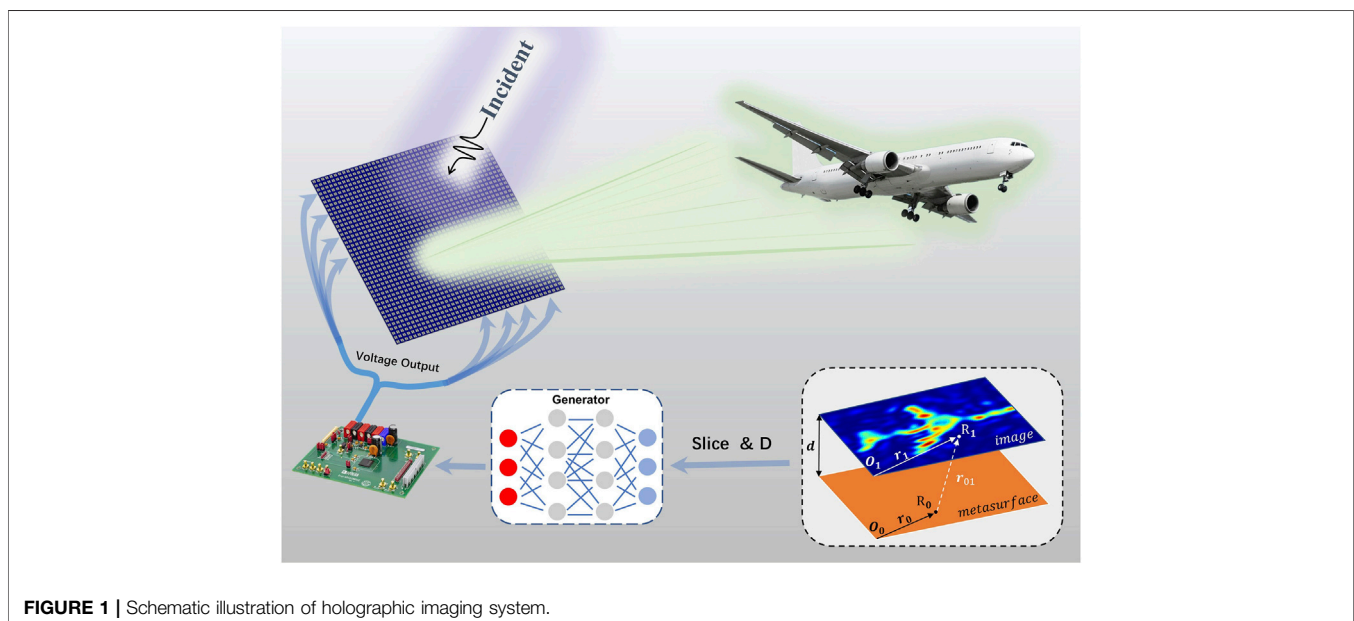 Incident
Voltage Output
Generator
Slice & D
d
O₁
r₁
R₁
image
r₀₁
R₀
O₀
r₀
metasurface
FIGURE 1 | Schematic illustration of holographic imaging system.